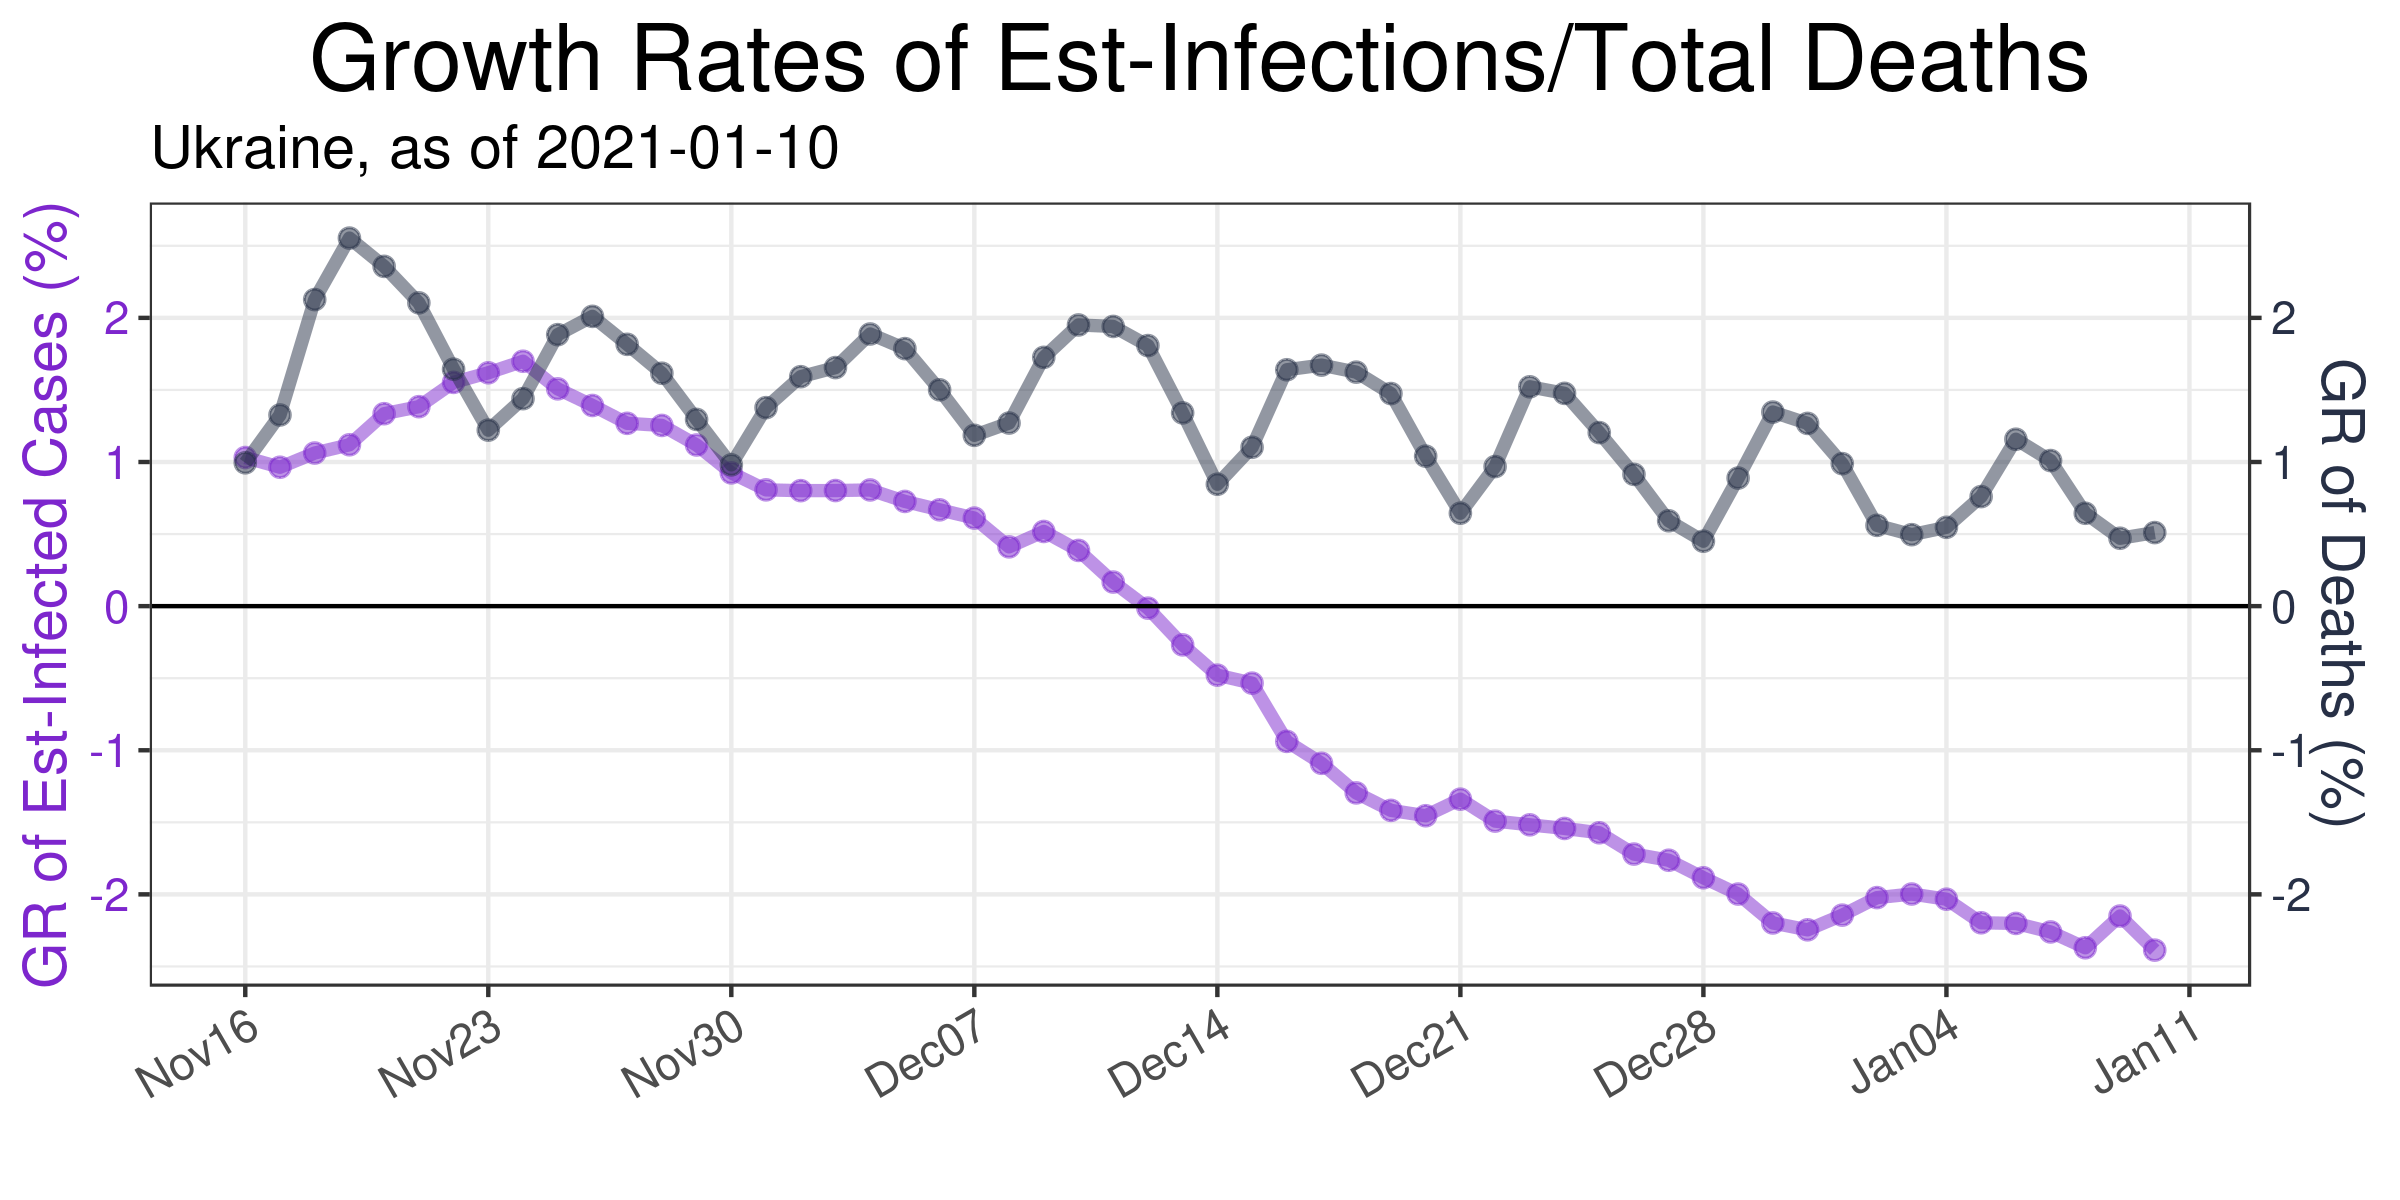 Growth Rates of Est-Infections/Total Deaths
Ukraine, as of 2021-01-10
GR of Est-Infected Cases (%)
2
1
0
-1
-2
2
1
0
-1
-2
GR of Deaths (%)
Nov16
Nov23
Nov30
Dec07
Dec14
Dec21
Dec28
Jan04
Jan11